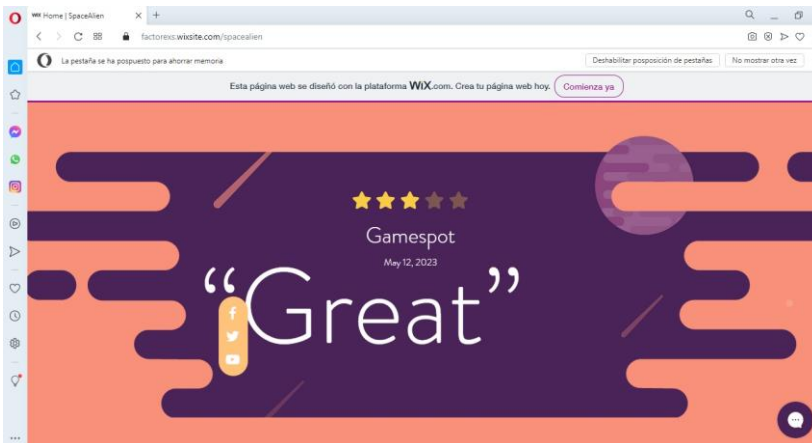 WiX Home | SpaceAlien
factorexs.wixsite.com/spacealien
La pestaña se ha pospuesto para ahorrar memoria
Deshabilitar posposición de pestañas
No mostrar otra vez
Esta página web se diseñó con la plataforma WiX.com. Crea tu página web hoy.
Comienza ya
Gamespot
May 12, 2023
“Great”